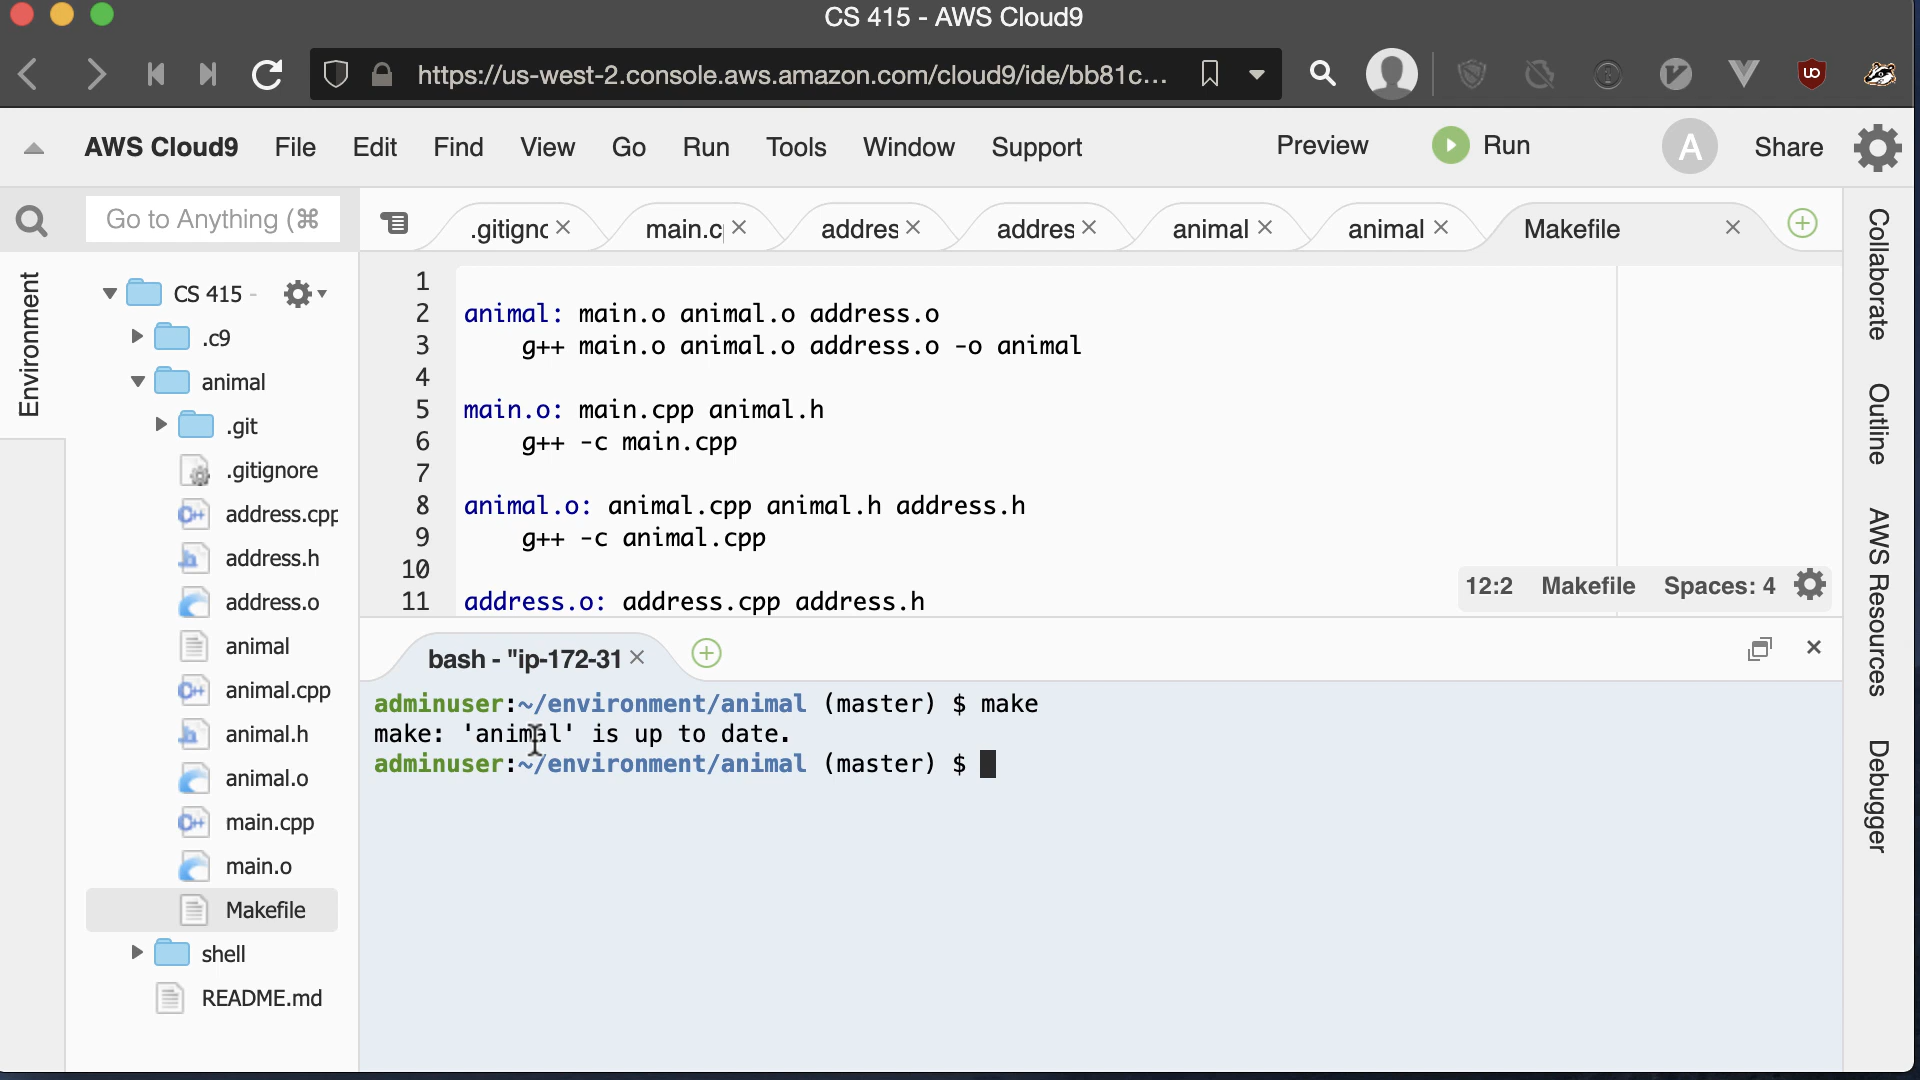 CS 415 - AWS Cloud9
https://us-west-2.console.aws.amazon.com/cloud9/ide/bb81c...
AWS Cloud9 File Edit Find View Go Run Tools Window Support Preview Run A Share
Go to Anything (⌘
.gitignc main.c addres addres animal animal Makefile
Environment
CS 415 -
.c9
animal
.git
.gitignore
address.cpp
address.h
address.o
animal
animal.cpp
animal.h
animal.o
main.cpp
main.o
Makefile
shell
README.md
1
2 animal: main.o animal.o address.o
3 g++ main.o animal.o address.o -o animal
4
5 main.o: main.cpp animal.h
6 g++ -c main.cpp
7
8 animal.o: animal.cpp animal.h address.h
9 g++ -c animal.cpp
10
11 address.o: address.cpp address.h
12:2 Makefile Spaces: 4
bash - "ip-172-31
adminuser:~/environment/animal (master) $ make
make: 'animal' is up to date.
adminuser:~/environment/animal (master) $
Collaborate
Outline
AWS Resources
Debugger